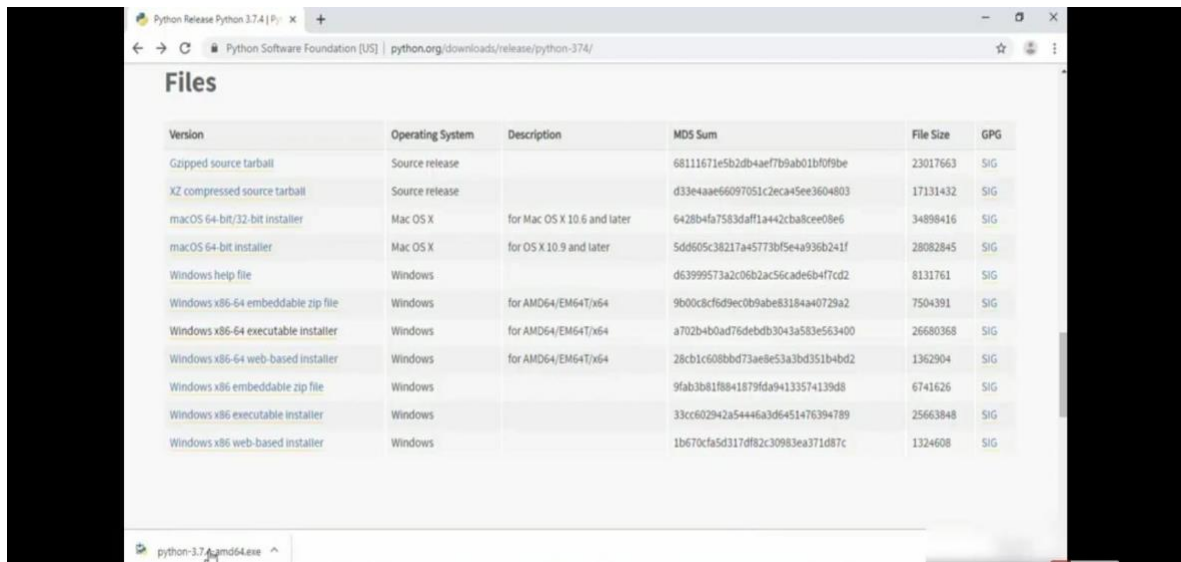 Python Release Python 3.7.4 | Py
Python Software Foundation [US] | python.org/downloads/release/python-374/
Files
Version Operating System Description MD5 Sum File Size GPG
Gzipped source tarball Source release 68111671e5b2db4aef7b9ab01bf0f9be 23017663 SIG
XZ compressed source tarball Source release d33e4aae66097051c2eca45ee3604803 17131432 SIG
macOS 64-bit/32-bit installer Mac OS X for Mac OS X 10.6 and later 6428b4fa7583daff1a442cba8cee08e6 34898416 SIG
macOS 64-bit installer Mac OS X for OS X 10.9 and later 5dd605c38217a45773bf5e4a936b241f 28082845 SIG
Windows help file Windows d63999573a2c06b2ac56cade6b4f7cd2 8131761 SIG
Windows x86-64 embeddable zip file Windows for AMD64/EM64T/x64 9b00c8cf6d9ec0b9abe83184a40729a2 7504391 SIG
Windows x86-64 executable installer Windows for AMD64/EM64T/x64 a702b4b0ad76debdb3043a583e563400 26680368 SIG
Windows x86-64 web-based installer Windows for AMD64/EM64T/x64 28cb1c608bbd73ae8e53a3bd351b4bd2 1362904 SIG
Windows x86 embeddable zip file Windows 9fab3b81f8841879fda94133574139d8 6741626 SIG
Windows x86 executable installer Windows 33cc602942a54446a3d6451476394789 25663848 SIG
Windows x86 web-based installer Windows 1b670cfa5d317df82c30983ea371d87c 1324608 SIG
python-3.7.4-amd64.exe